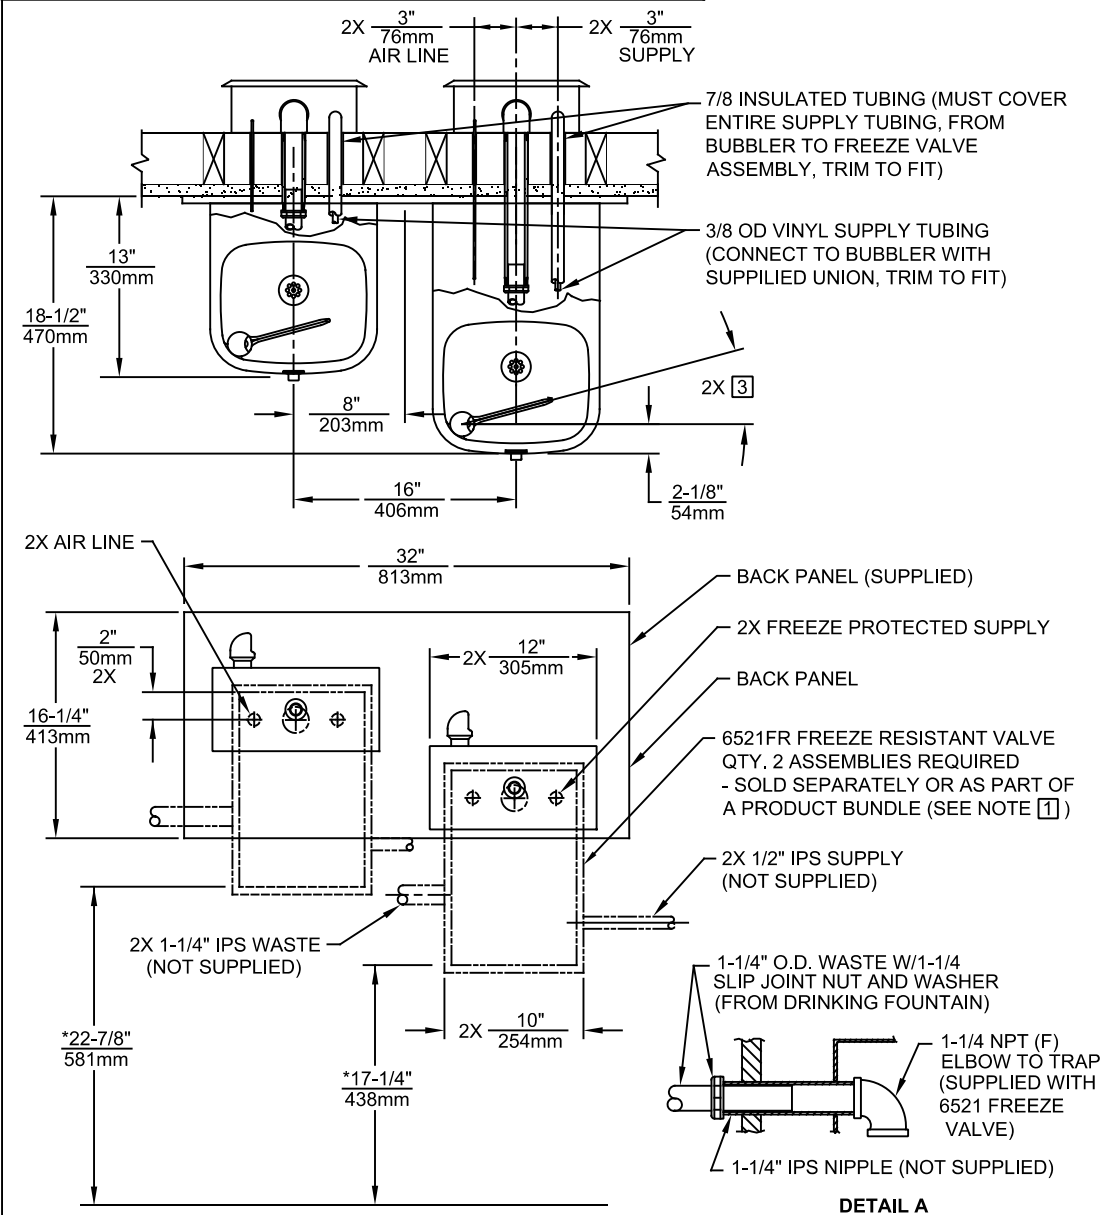 2X 3"
76mm
AIR LINE
2X 3"
76mm
SUPPLY
7/8 INSULATED TUBING (MUST COVER
ENTIRE SUPPLY TUBING, FROM
BUBBLER TO FREEZE VALVE
ASSEMBLY, TRIM TO FIT)
3/8 OD VINYL SUPPLY TUBING
(CONNECT TO BUBBLER WITH
SUPPILIED UNION, TRIM TO FIT)
13"
330mm
18-1/2"
470mm
2X 3
8"
203mm
16"
406mm
2-1/8"
54mm
2X AIR LINE
32"
813mm
BACK PANEL (SUPPLIED)
2X FREEZE PROTECTED SUPPLY
2"
50mm
2X
2X 12"
305mm
BACK PANEL
16-1/4"
413mm
6521FR FREEZE RESISTANT VALVE
QTY. 2 ASSEMBLIES REQUIRED
- SOLD SEPARATELY OR AS PART OF
A PRODUCT BUNDLE (SEE NOTE 1 )
2X 1/2" IPS SUPPLY
(NOT SUPPLIED)
2X 1-1/4" IPS WASTE
(NOT SUPPLIED)
1-1/4" O.D. WASTE W/1-1/4
SLIP JOINT NUT AND WASHER
(FROM DRINKING FOUNTAIN)
*22-7/8"
581mm
2X 10"
254mm
*17-1/4"
438mm
1-1/4 NPT (F)
ELBOW TO TRAP
(SUPPLIED WITH
6521 FREEZE
VALVE)
1-1/4" IPS NIPPLE (NOT SUPPLIED)
DETAIL A